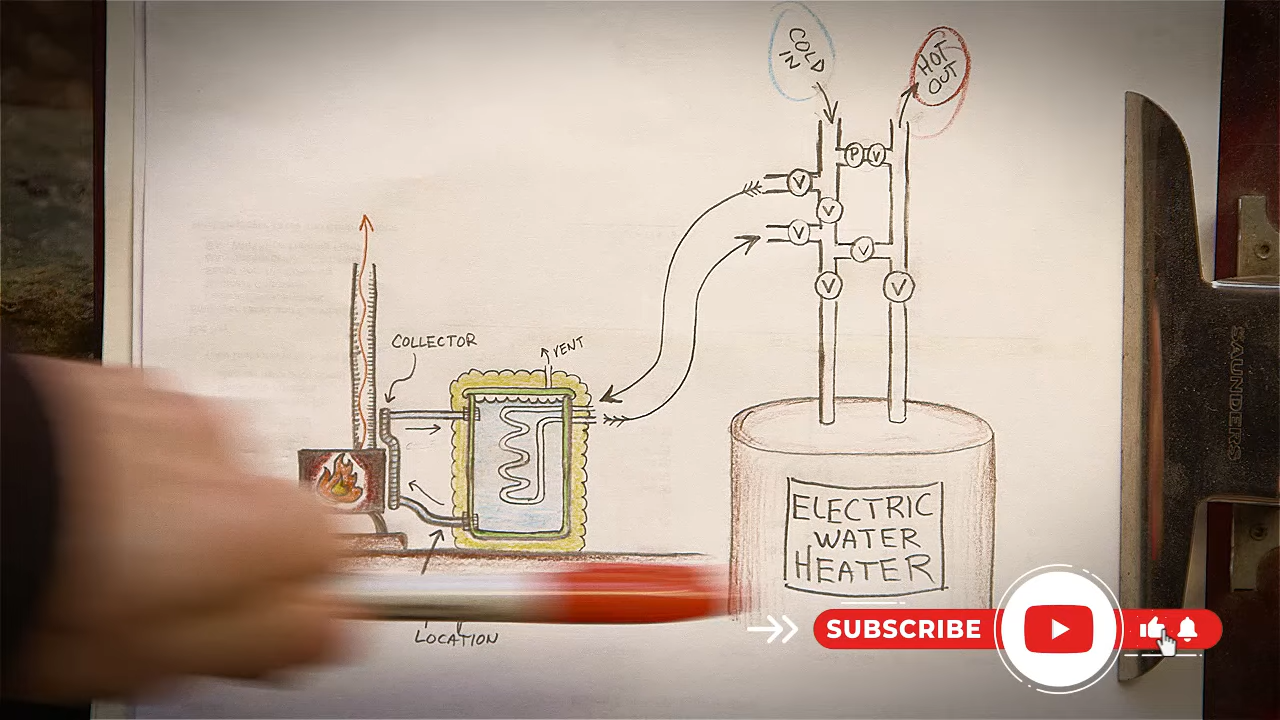 COLD
IN
HOT
OUT
P
V
V
V
V
V
V
V
COLLECTOR
VENT
ELECTRIC
WATER
HEATER
LOCATION
SUBSCRIBE
SAUNDERS